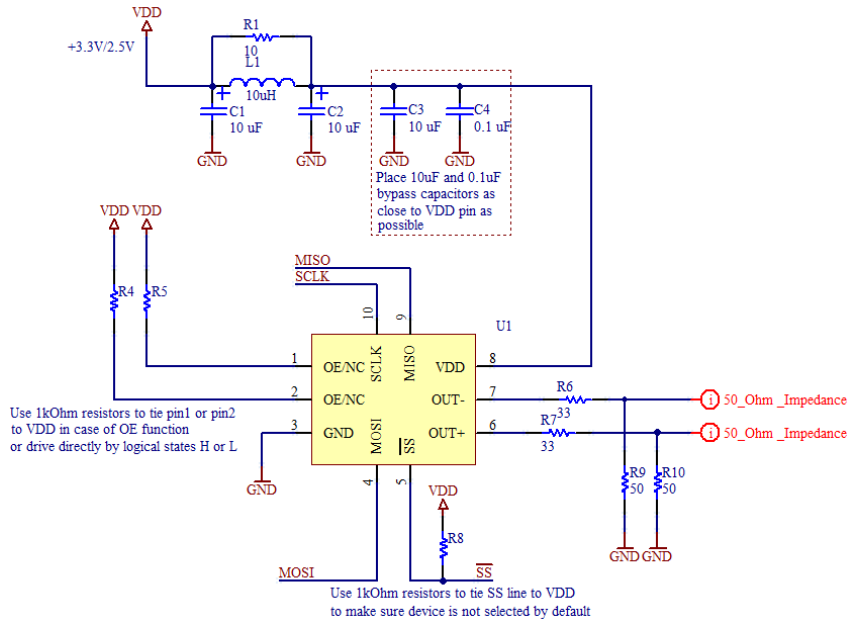 VDD
+3.3V/2.5V
R1
10
L1
10uH
C1
10 uF
C2
10 uF
C3
10 uF
C4
0.1 uF
GND
GND
GND
GND
Place 10uF and 0.1uF
bypass capacitors as
close to VDD pin as
possible
VDD
VDD
R4
R5
MISO
SCLK
10
9
U1
1
OE/NC
SCLK
MISO
VDD
8
2
OE/NC
OUT-
7
R6
33
50_Ohm _Impedance
3
GND
MOSI
SS
OUT+
6
R7
33
50_Ohm _Impedance
Use 1kOhm resistors to tie pin1 or pin2
to VDD in case of OE function
or drive directly by logical states H or L
GND
4
5
VDD
R8
R9
50
R10
50
GND
GND
MOSI
SS
Use 1kOhm resistors to tie SS line to VDD
to make sure device is not selected by default